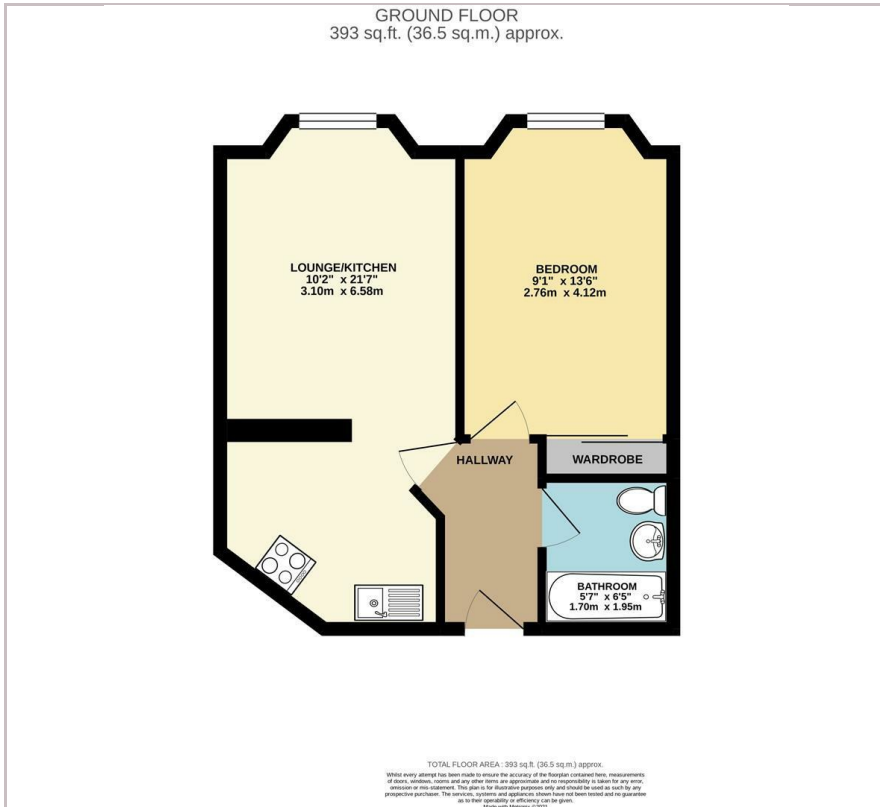 GROUND FLOOR
393 sq.ft. (36.5 sq.m.) approx.
LOUNGE/KITCHEN
10'2" x 21'7"
3.10m x 6.58m
BEDROOM
9'1" x 13'6"
2.76m x 4.12m
HALLWAY
WARDROBE
BATHROOM
5'7" x 6'5"
1.70m x 1.95m
TOTAL FLOOR AREA : 393 sq.ft. (36.5 sq.m.) approx.
Whilst every attempt has been made to ensure the accuracy of the floorplan contained here, measurements
of doors, windows, rooms and any other items are approximate and no responsibility is taken for any error,
omission or mis-statement. This plan is for illustrative purposes only and should be used as such by any
prospective purchaser. The services, systems and appliances shown have not been tested and no guarantee
as to their operability or efficiency can be given.
Made with Metropix